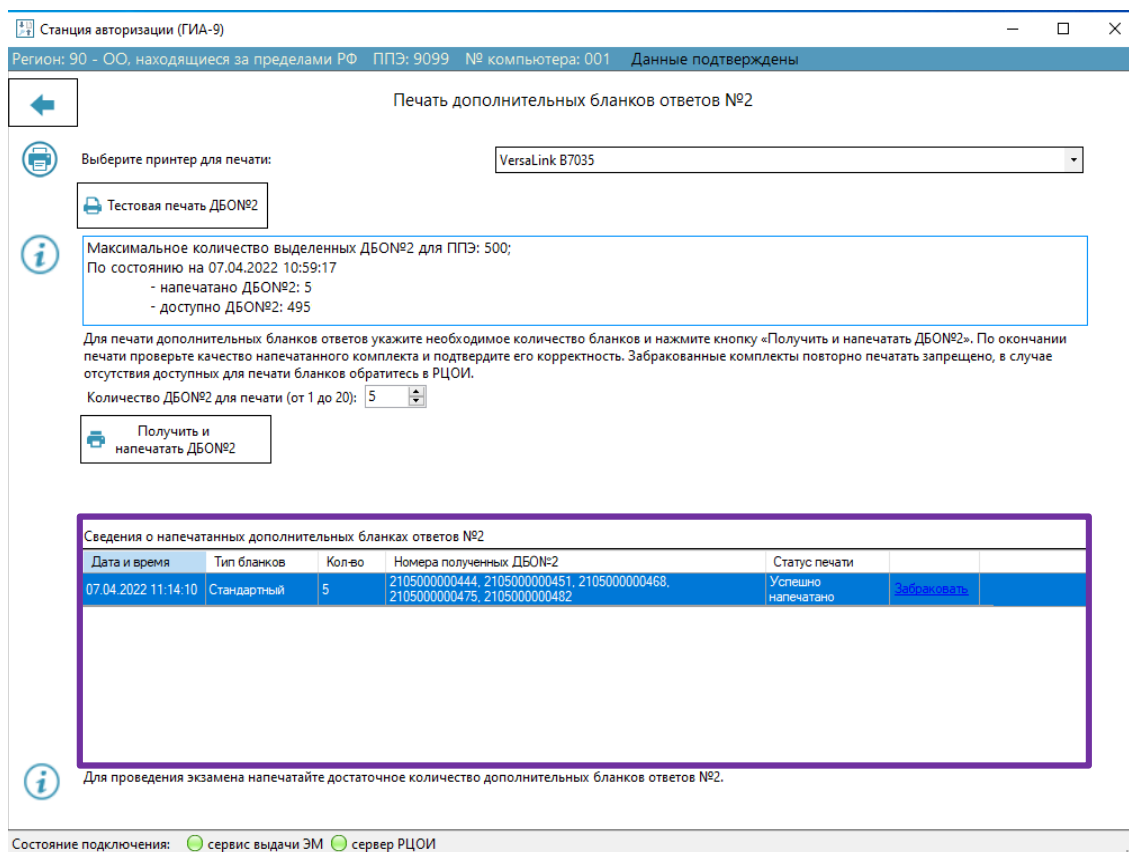 Станция авторизации (ГИА-9)
Регион: 90 - ОО, находящиеся за пределами РФ ППЭ: 9099 № компьютера: 001 Данные подтверждены
Печать дополнительных бланков ответов №2
Выберите принтер для печати:
VersaLink B7035
Тестовая печать ДБО№2
Максимальное количество выделенных ДБО№2 для ППЭ: 500;
По состоянию на 07.04.2022 10:59:17
- напечатано ДБО№2: 5
- доступно ДБО№2: 495
Для печати дополнительных бланков ответов укажите необходимое количество бланков и нажмите кнопку «Получить и напечатать ДБО№2». По окончании
печати проверьте качество напечатанного комплекта и подтвердите его корректность. Забракованные комплекты повторно печатать запрещено, в случае
отсутствия доступных для печати бланков обратитесь в РЦОИ.
Количество ДБО№2 для печати (от 1 до 20): 5
Получить и
напечатать ДБО№2
Сведения о напечатанных дополнительных бланках ответов №2
Дата и время Тип бланков Кол-во Номера полученных ДБО№2 Статус печати
07.04.2022 11:14:10 Стандартный 5 2105000000444, 2105000000451, 2105000000468, Успешно Забраковать
2105000000475, 2105000000482 напечатано
Для проведения экзамена напечатайте достаточное количество дополнительных бланков ответов №2.
Состояние подключения: сервис выдачи ЭМ сервер РЦОИ